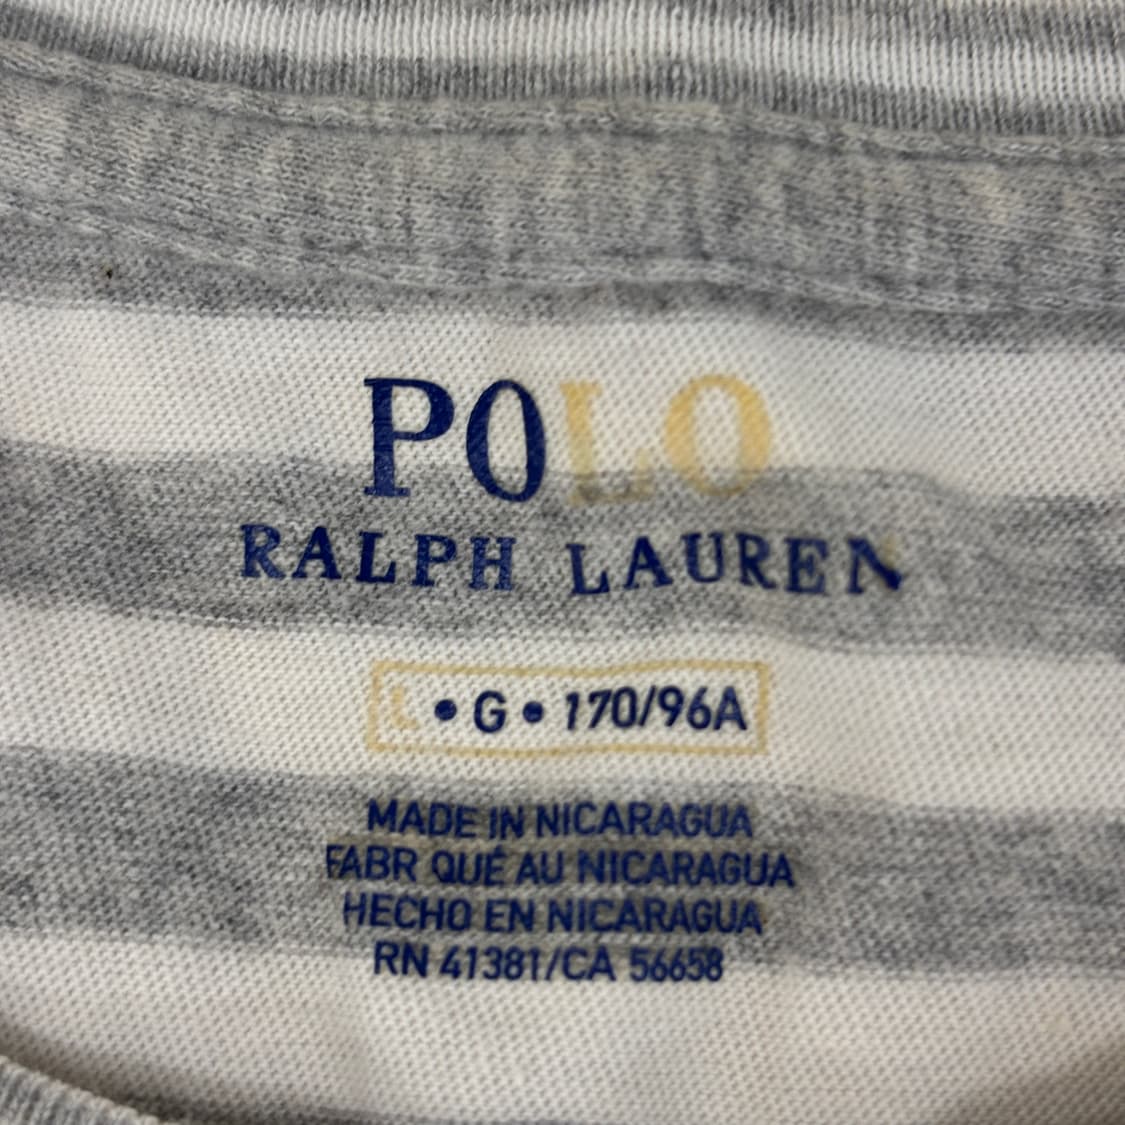 POLO
RALPH LAUREN
L • G • 170/96A
MADE IN NICARAGUA
FABR QUÉ AU NICARAGUA
HECHO EN NICARAGUA
RN 41381/CA 56658